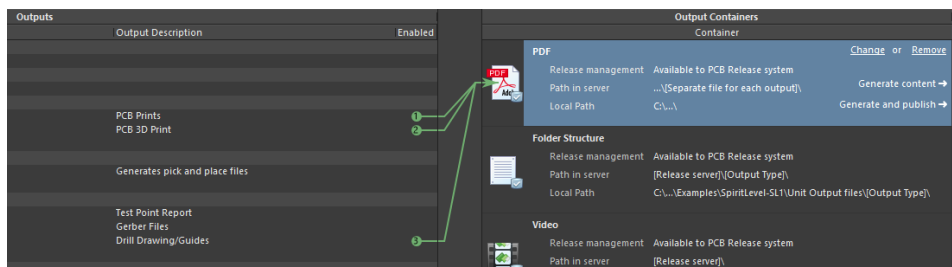 Outputs
Output Description Enabled
PCB Prints 1
PCB 3D Print 2
Generates pick and place files
Test Point Report
Gerber Files
Drill Drawing/Guides 3
Output Containers
Container
PDF Change or Remove
PDF
Release management Available to PCB Release system
Path in server ...\[Separate file for each output]\ Generate content
Local Path C:\...\ Generate and publish
Folder Structure
Release management Available to PCB Release system
Path in server [Release server]\[Output Type]\
Local Path C:\...\Examples\SpiritLevel-SL1\Unit Output files\[Output Type]\
Video
Release management Available to PCB Release system
Path in server [Release server]\